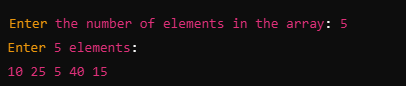 Enter the number of elements in the array: 5
Enter 5 elements:
10 25 5 40 15